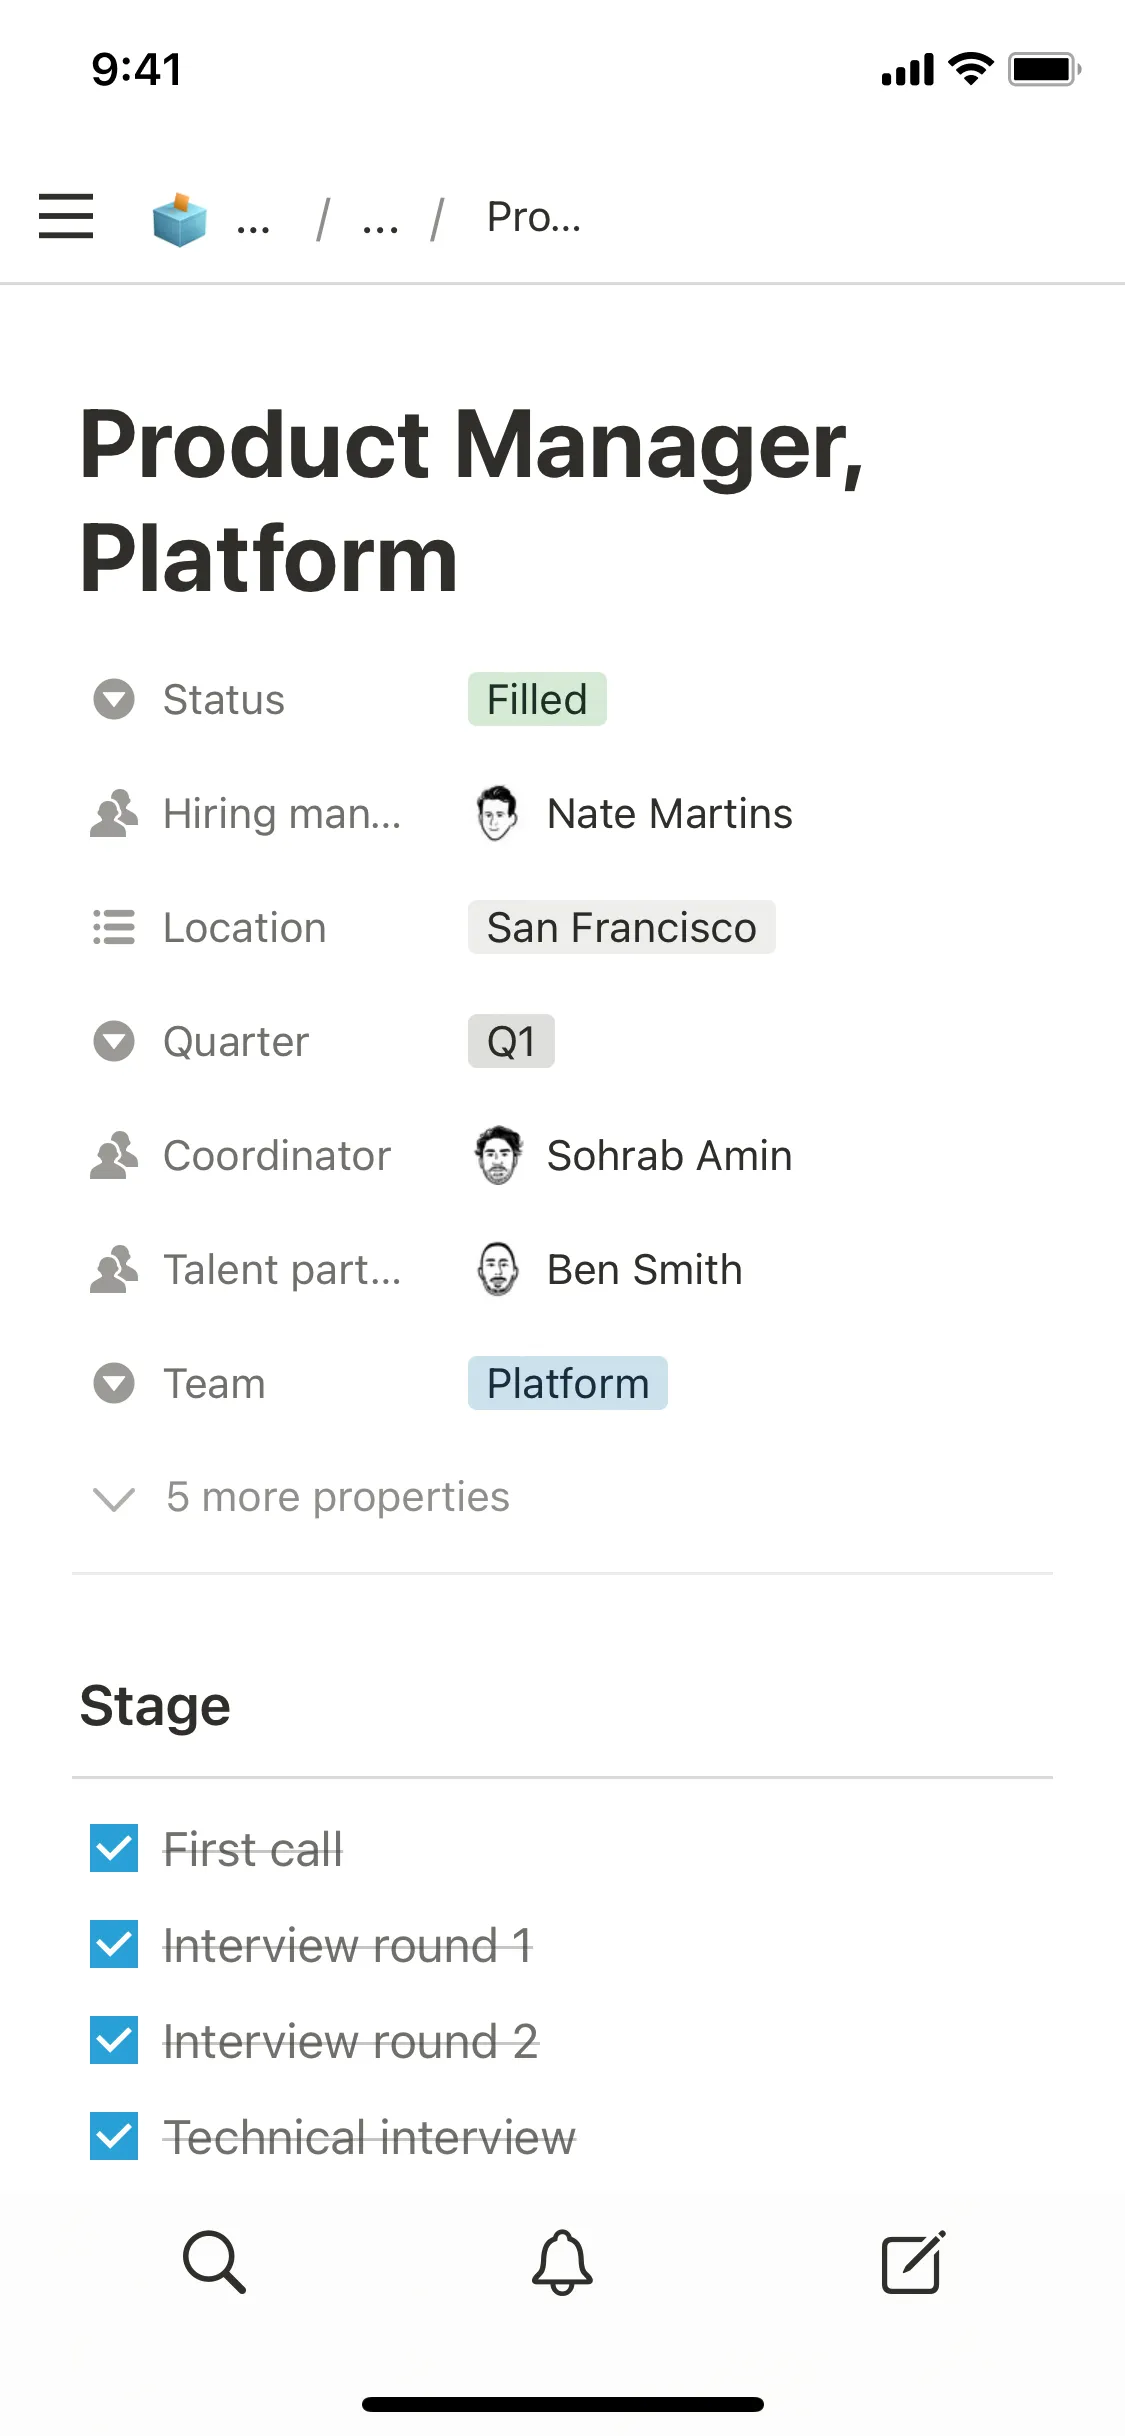 9:41
... / ... / Pro...
Product Manager,
Platform
Status Filled
Hiring man... Nate Martins
Location San Francisco
Quarter Q1
Coordinator Sohrab Amin
Talent part... Ben Smith
Team Platform
5 more properties
Stage
First call
Interview round 1
Interview round 2
Technical interview